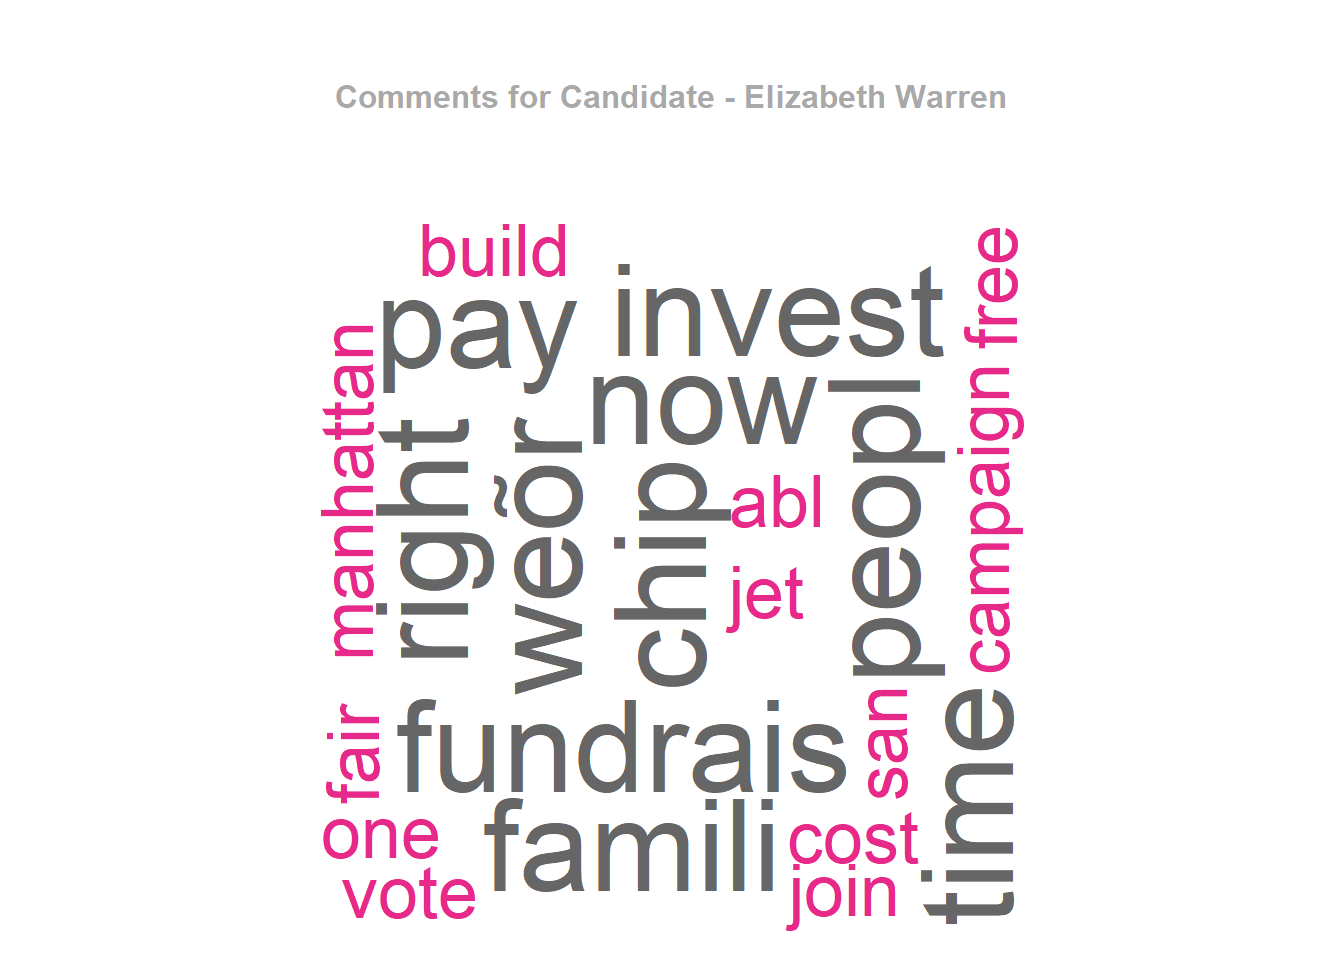 Comments for Candidate - Elizabeth Warren
build
pay
invest
free
manhattan
now
right
weõr
chip
peopl
campaign
abl
jet
fair
fundrais
san
time
one
famili
cost
vote
join